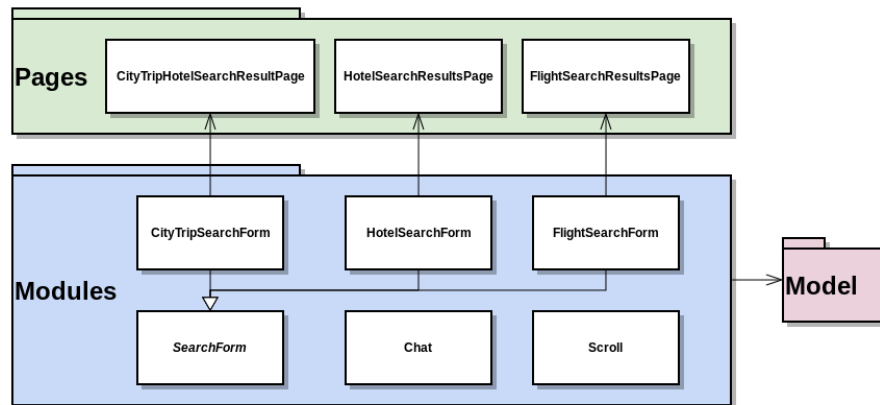 Pages
CityTripHotelSearchResultPage
HotelSearchResultsPage
FlightSearchResultsPage
Modules
CityTripSearchForm
HotelSearchForm
FlightSearchForm
SearchForm
Chat
Scroll
Model